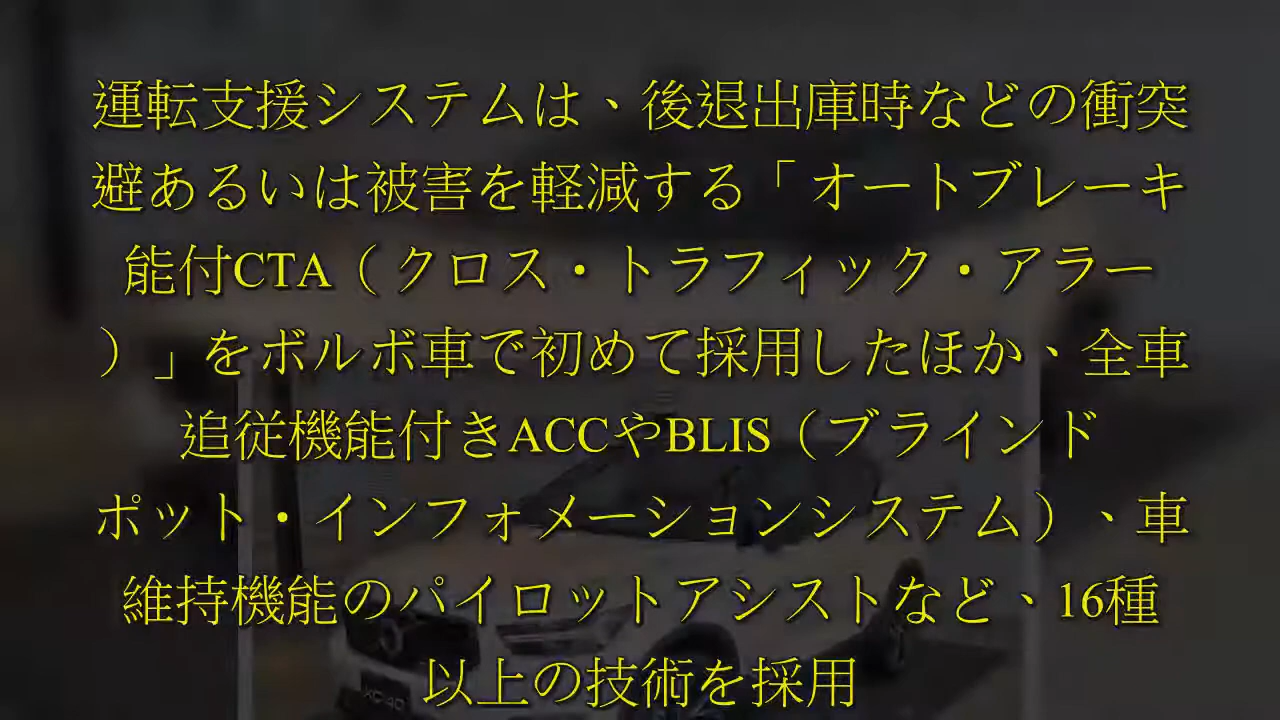 運転支援システムは、後退出庫時などの衝突
避あるいは被害を軽減する「オートブレーキ
能付CTA（クロス・トラフィック・アラー
）」をボルボ車で初めて採用したほか、全車
追従機能付きACCやBLIS（ブラインド
ポット・インフォメーションシステム）、車
維持機能のパイロットアシストなど、16種
以上の技術を採用
XC40